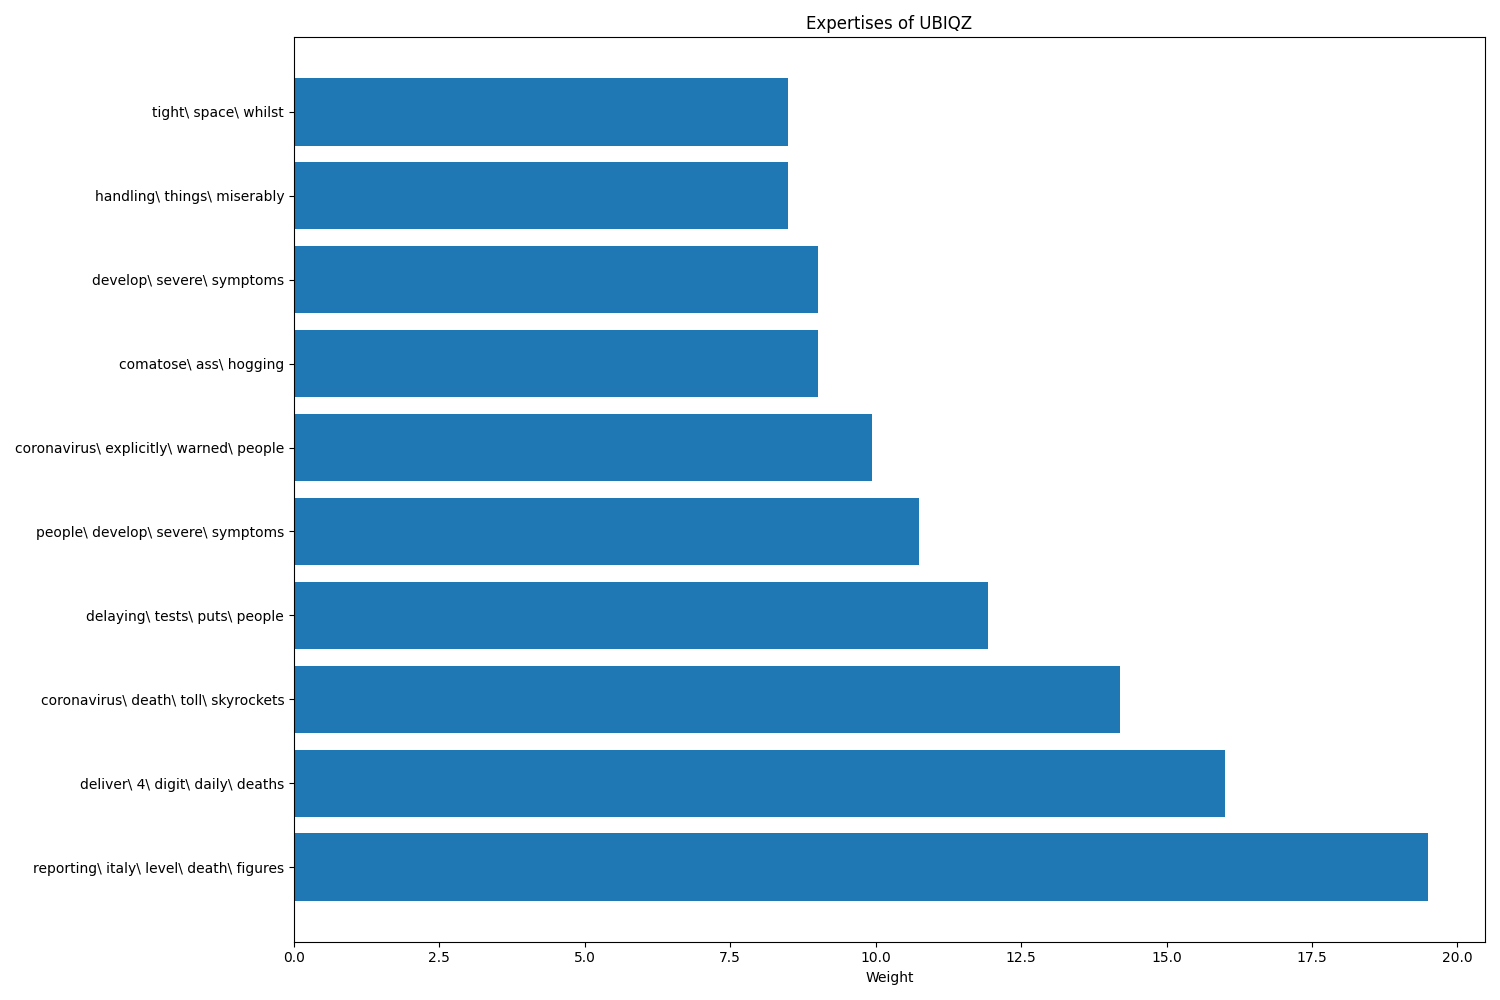 Expertises of UBIQZ
tight\ space\ whilst
handling\ things\ miserably
develop\ severe\ symptoms
comatose\ ass\ hogging
coronavirus\ explicitly\ warned\ people
people\ develop\ severe\ symptoms
delaying\ tests\ puts\ people
coronavirus\ death\ toll\ skyrockets
deliver\ 4\ digit\ daily\ deaths
reporting\ italy\ level\ death\ figures
0.0 2.5 5.0 7.5 10.0 12.5 15.0 17.5 20.0
Weight